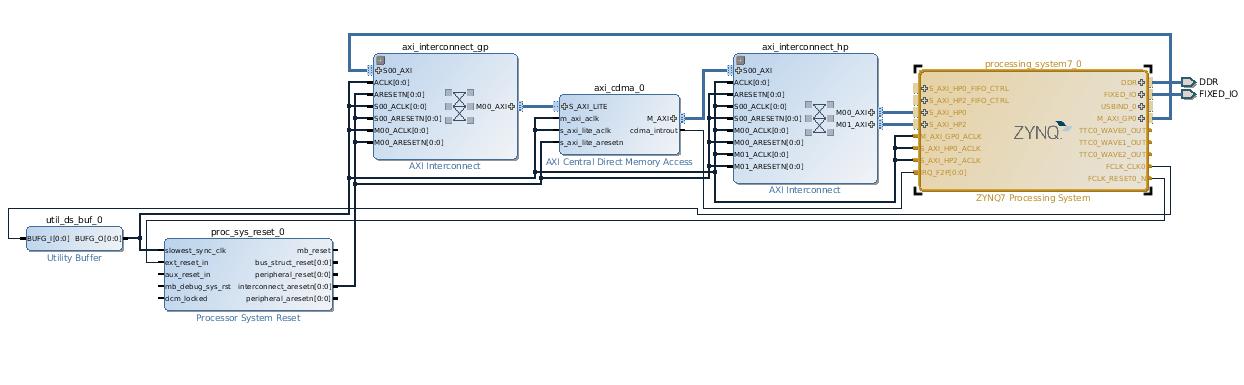 axi_interconnect_gp
S00_AXI
ACLK[0:0]
ARESETN[0:0]
S00_ACLK[0:0]
S00_ARESETN[0:0]
M00_ACLK[0:0]
M00_ARESETN[0:0]
M00_AXI
AXI Interconnect
axi_cdma_0
S_AXI_LITE
m_axi_aclk
s_axi_lite_aclk
s_axi_lite_aresetn
M_AXI
cdma_introut
AXI Central Direct Memory Access
axi_interconnect_hp
S00_AXI
ACLK[0:0]
ARESETN[0:0]
S00_ACLK[0:0]
S00_ARESETN[0:0]
M00_ACLK[0:0]
M00_ARESETN[0:0]
M01_ACLK[0:0]
M01_ARESETN[0:0]
M00_AXI
M01_AXI
AXI Interconnect
processing_system7_0
S_AXI_HP0_FIFO_CTRL
S_AXI_HP2_FIFO_CTRL
S_AXI_HP0
S_AXI_HP2
M_AXI_GP0_ACLK
S_AXI_HP0_ACLK
S_AXI_HP2_ACLK
IRQ_F2P[0:0]
ZYNQ
DDR
FIXED_IO
USBIND_0
M_AXI_GP0
TTC0_WAVE0_OUT
TTC0_WAVE1_OUT
TTC0_WAVE2_OUT
FCLK_CLK0
FCLK_RESET0_N
ZYNQ7 Processing System
DDR
FIXED_IO
util_ds_buf_0
BUFG_I[0:0] BUFG_O[0:0]
Utility Buffer
proc_sys_reset_0
slowest_sync_clk
ext_reset_in
aux_reset_in
mb_debug_sys_rst
dcm_locked
mb_reset
bus_struct_reset[0:0]
peripheral_reset[0:0]
interconnect_aresetn[0:0]
peripheral_aresetn[0:0]
Processor System Reset